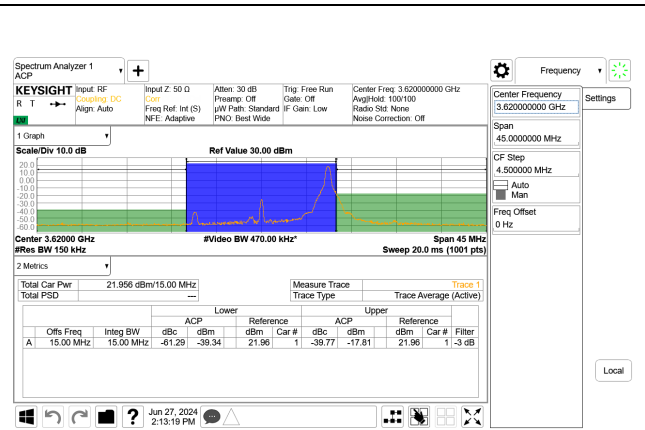 Spectrum Analyzer 1
ACP
Frequency
KEYSIGHT
R T
LNI
Input: RF
Coupling: DC
Align: Auto
Input Z: 50 Ω
Corr
Freq Ref: Int (S)
NFE: Adaptive
Atten: 30 dB
Preamp: Off
µW Path: Standard
PNO: Best Wide
Trig: Free Run
Gate: Off
IF Gain: Low
Center Freq: 3.620000000 GHz
Avg|Hold: 100/100
Radio Std: None
Noise Correction: Off
1 Graph
Scale/Div 10.0 dB
Ref Value 30.00 dBm
20.0
10.0
0.00
-10.0
-20.0
-30.0
-40.0
-50.0
-60.0
Center 3.62000 GHz
#Video BW 470.00 kHz*
Span 45 MHz
#Res BW 150 kHz
Sweep 20.0 ms (1001 pts)
2 Metrics
Total Car Pwr 21.956 dBm/15.00 MHz
Total PSD ---
Measure Trace Trace 1
Trace Type Trace Average (Active)
Lower Upper
ACP Reference ACP Reference
Offs Freq Integ BW dBc dBm dBm Car # dBc dBm dBm Car # Filter
A 15.00 MHz 15.00 MHz -61.29 -39.34 21.96 1 -39.77 -17.81 21.96 1 -3 dB
Center Frequency
3.62000000 GHz
Settings
Span
45.0000000 MHz
CF Step
4.500000 MHz
Auto
Man
Freq Offset
0 Hz
Local
?
Jun 27, 2024
2:13:19 PM